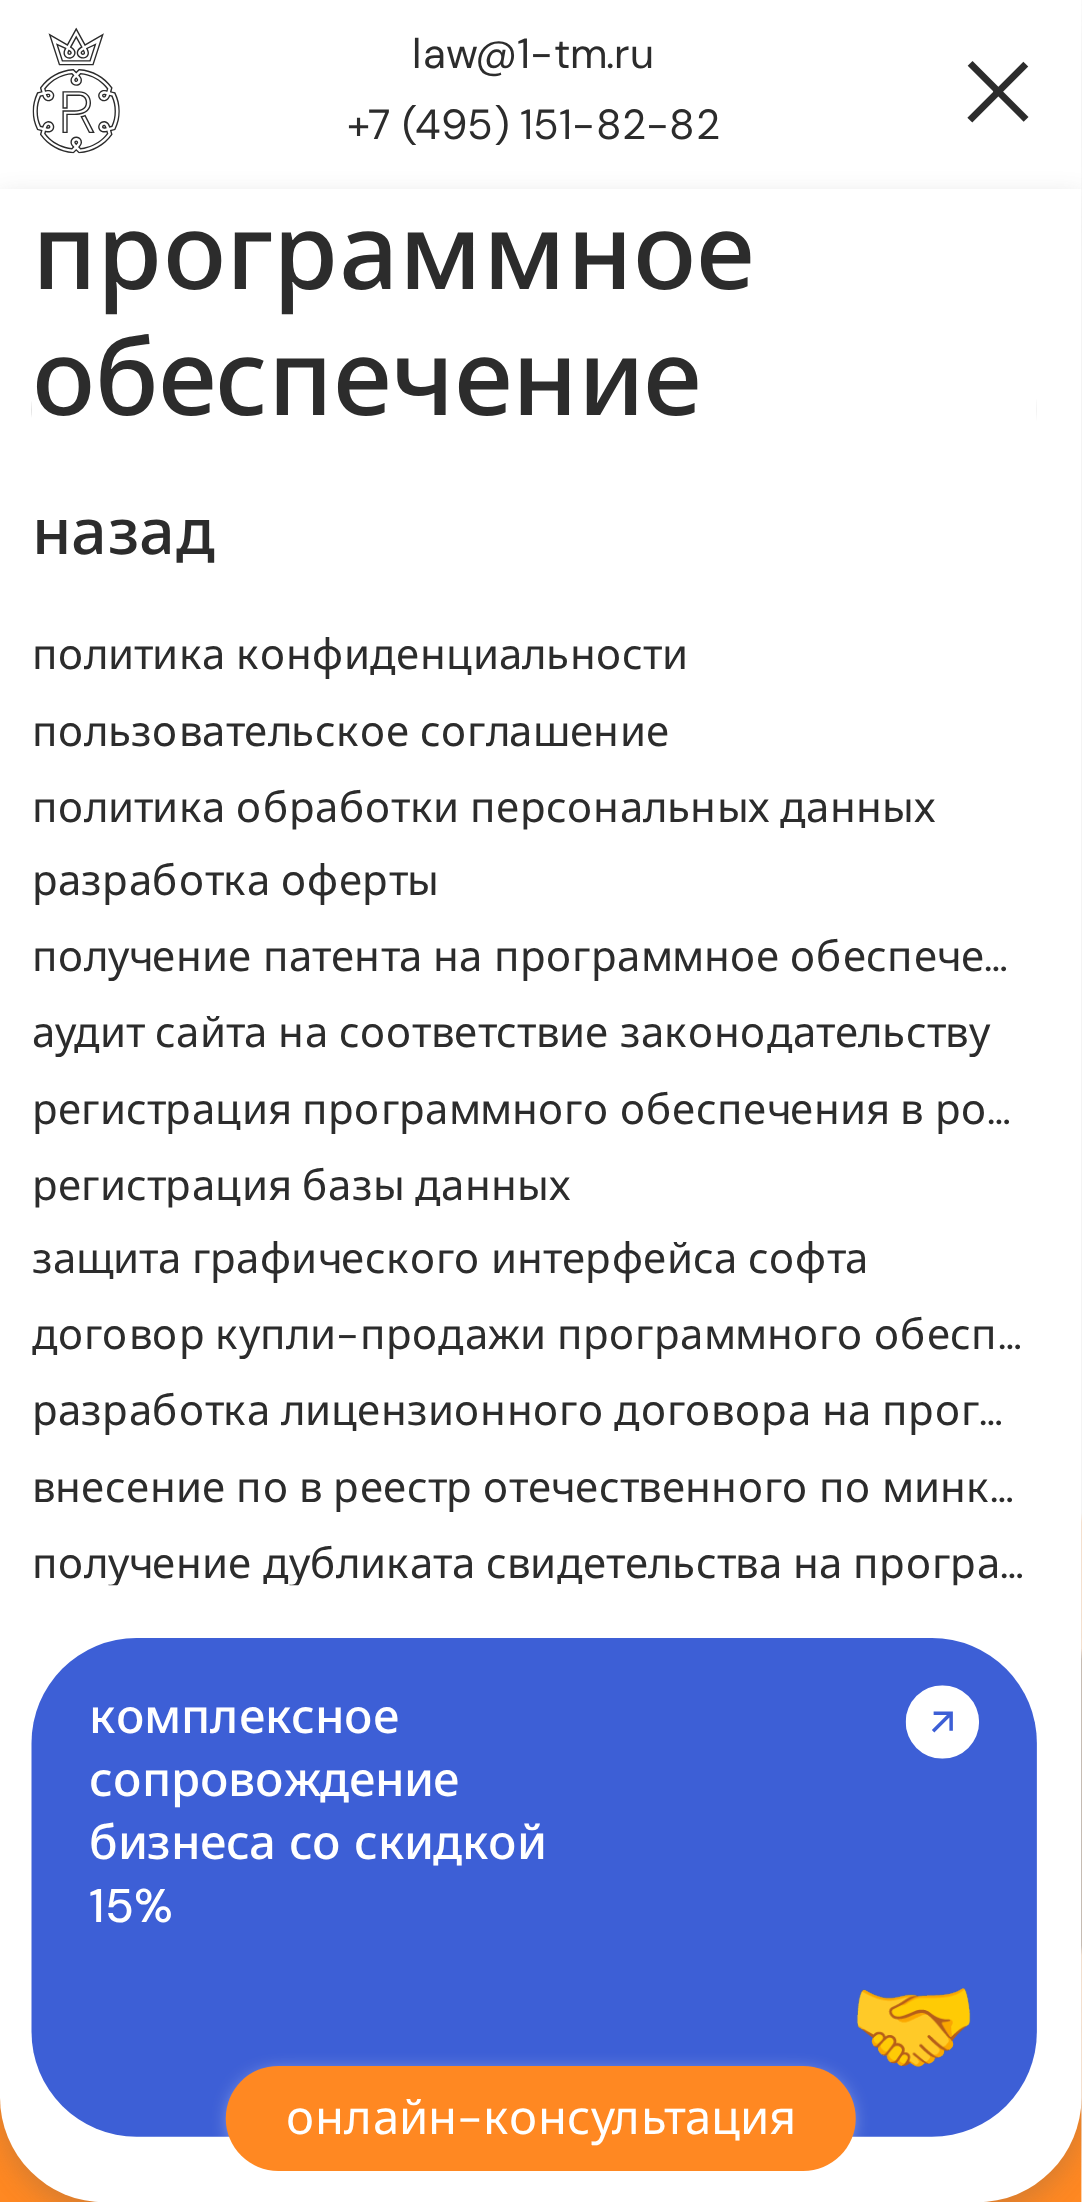 law@1-tm.ru
+7 (495) 151-82-82
R
программное
обеспечение
назад
политика конфиденциальности
пользовательское соглашение
политика обработки персональных данных
разработка оферты
получение патента на программное обеспече...
аудит сайта на соответствие законодательству
регистрация программного обеспечения в ро...
регистрация базы данных
защита графического интерфейса софта
договор купли-продажи программного обесп...
разработка лицензионного договора на прог...
внесение по в реестр отечественного по минк...
получение дубликата свидетельства на програ...
комплексное
сопровождение
бизнеса со скидкой
15%
онлайн-консультация